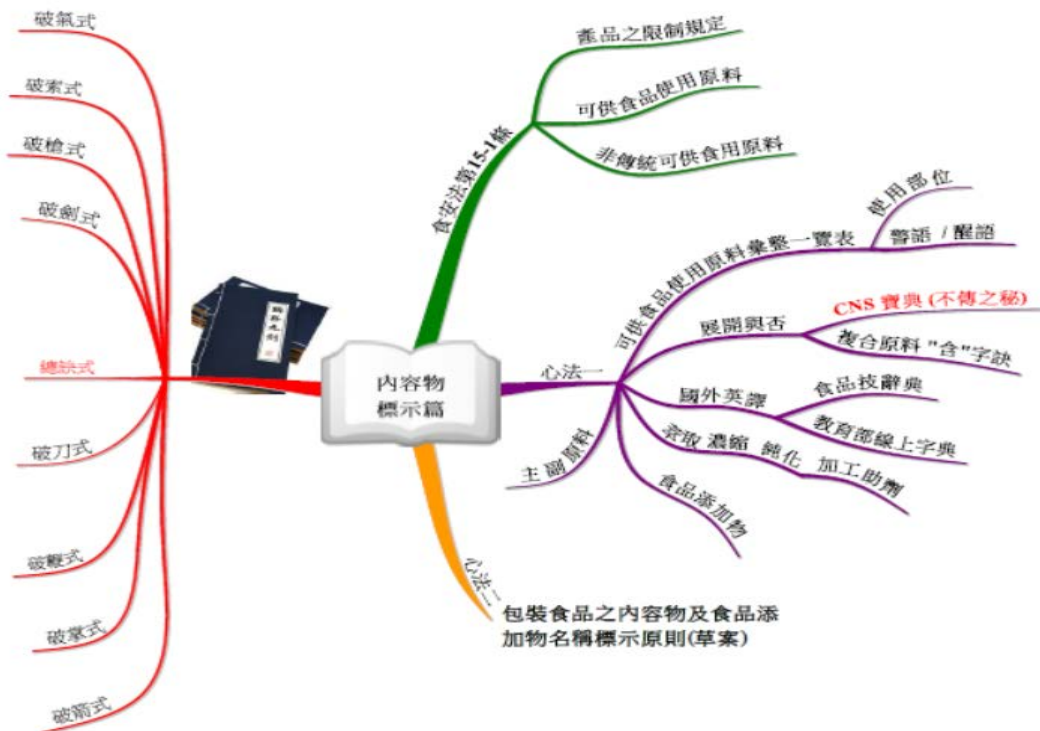 內容物
標示篇
破氣式
破索式
破槍式
破劍式
總訣式
破刀式
破鞭式
破掌式
破箭式
食安法第15-1條
產品之限制規定
可供食品使用原料
非傳統可供食用原料
心法一
可供食品使用原料彙整一覽表
使用部位
警語 / 醒語
展開與否
CNS 寶典 (不傳之秘)
複合原料 "含"字訣
國外英譯
食品技辭典
教育部線上字典
萃取 濃縮 純化 加工助劑
食品添加物
主副原料
心法二
包裝食品之內容物及食品添
加物名稱標示原則(草案)